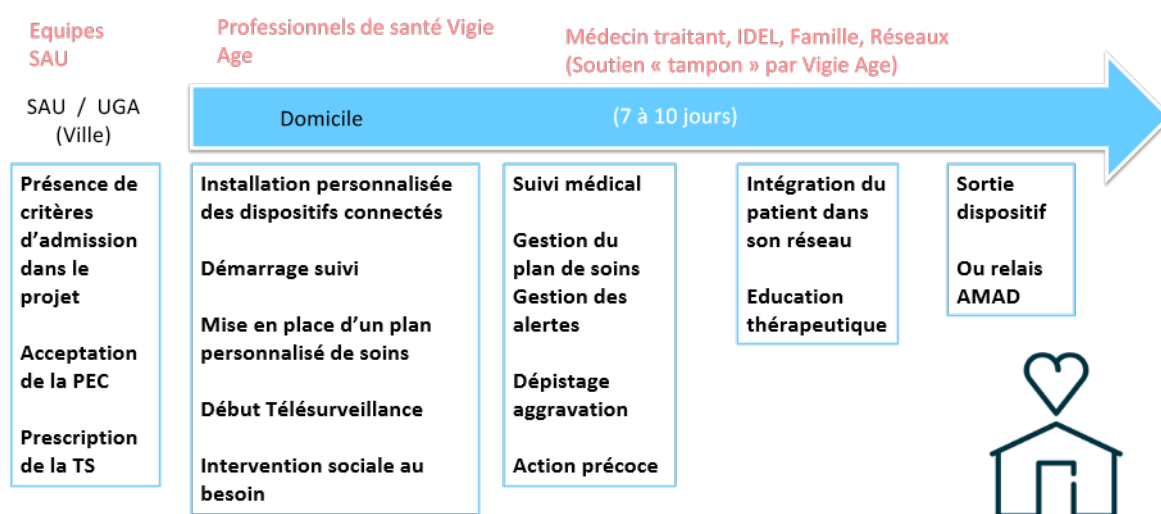 Equipes
SAU
Professionnels de santé Vigie
Age
Médecin traitant, IDEL, Famille, Réseaux
(Soutien « tampon » par Vigie Age)
SAU / UGA
(Ville)
Domicile
(7 à 10 jours)
Présence de
critères
d'admission
dans le
projet
Acceptation
de la PEC
Prescription
de la TS
Installation personnalisée
des dispositifs connectés
Démarrage suivi
Mise en place d'un plan
personnalisé de soins
Début Télésurveillance
Intervention sociale au
besoin
Suivi médical
Gestion du
plan de soins
Gestion des
alertes
Dépistage
aggravation
Action précoce
Intégration du
patient dans
son réseau
Education
thérapeutique
Sortie
dispositif
Ou relais
AMAD